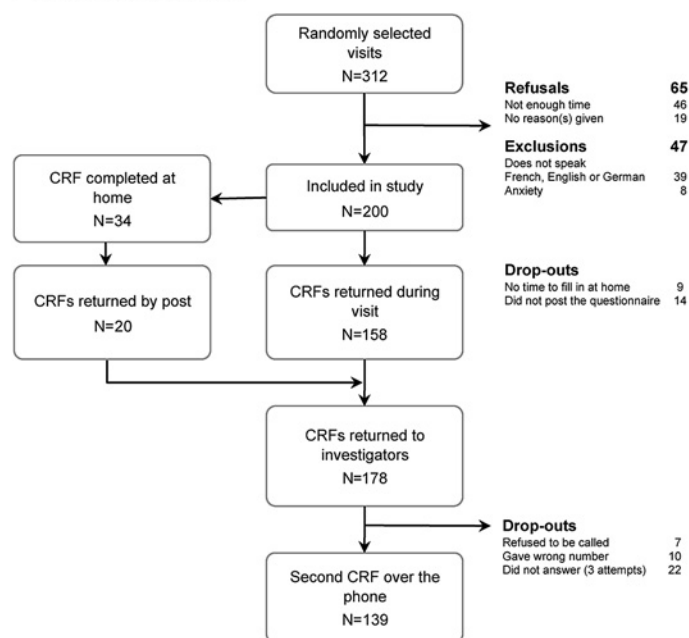 Randomly selected
visits
N=312
Refusals 65
Not enough time 46
No reason(s) given 19
Exclusions 47
Does not speak
French, English or German 39
Anxiety 8
CRF completed at
home
N=34
Included in study
N=200
CRFs returned by post
N=20
CRFs returned during
visit
N=158
Drop-outs
No time to fill in at home 9
Did not post the questionnaire 14
CRFs returned to
investigators
N=178
Drop-outs
Refused to be called 7
Gave wrong number 10
Did not answer (3 attempts) 22
Second CRF over the
phone
N=139